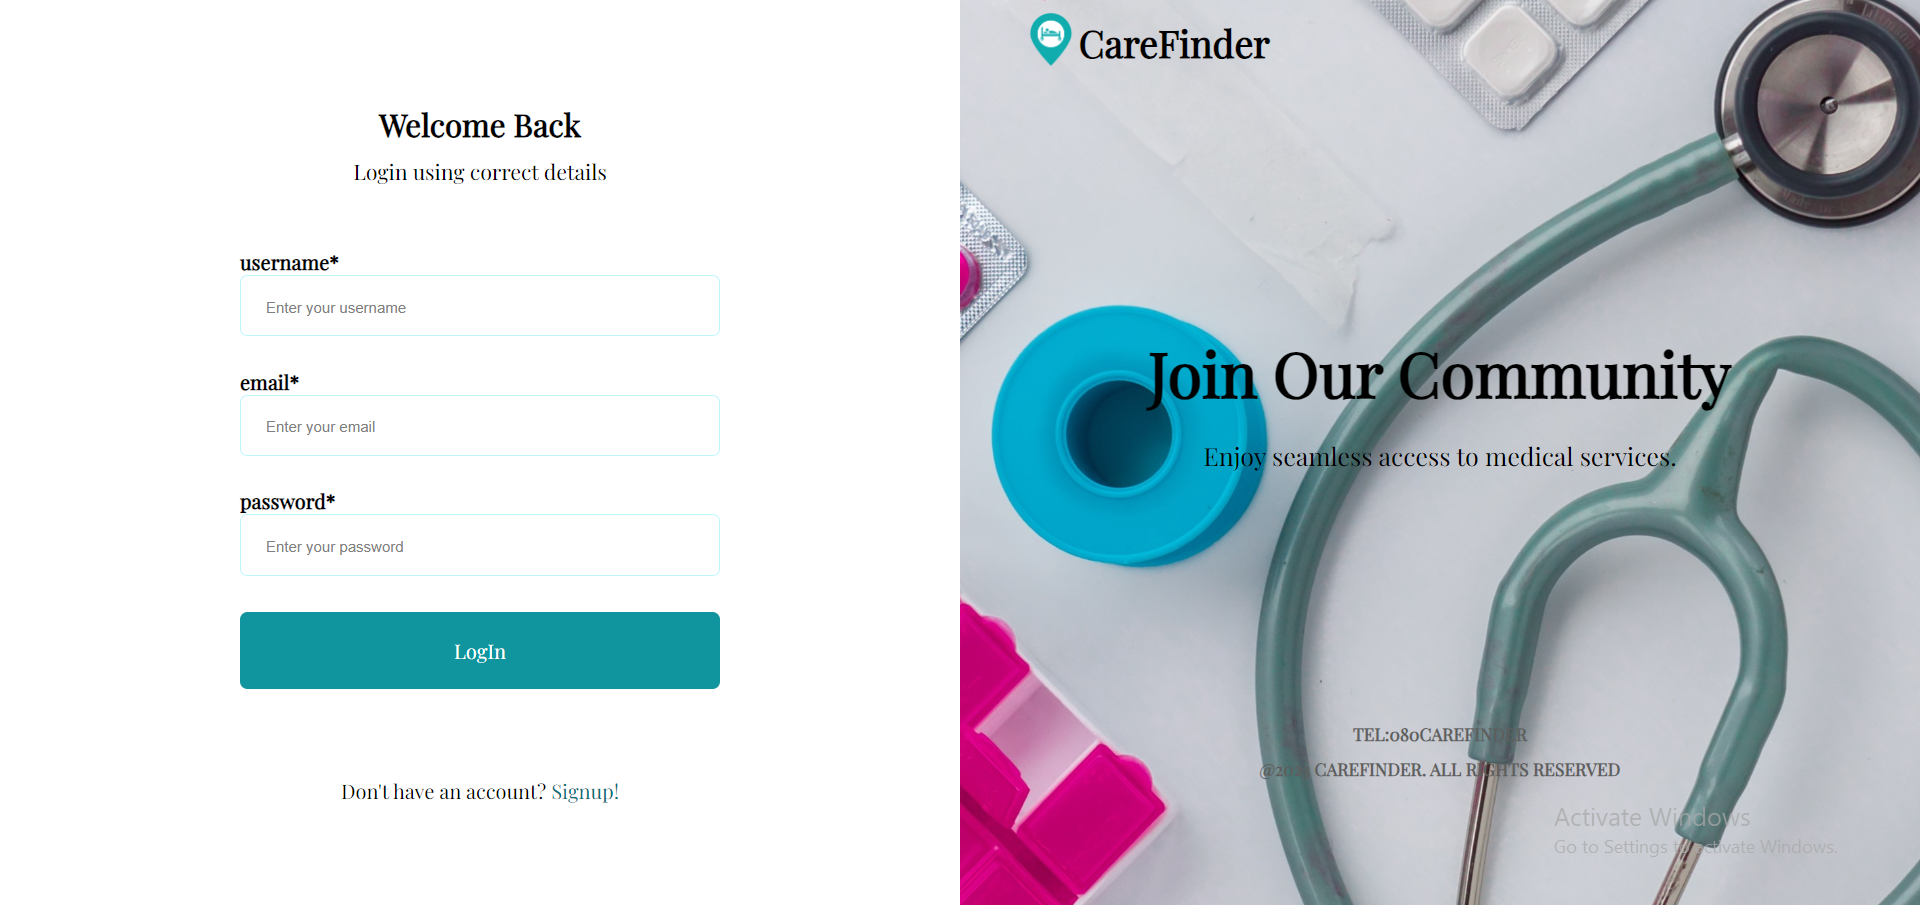 Welcome Back
Login using correct details
username*
Enter your username
email*
Enter your email
password*
Enter your password
LogIn
Don't have an account? Signup!
CareFinder
Join Our Community
Enjoy seamless access to medical services.
TEL:080CAREFINDER
CAREFINDER. ALL RIGHTS RESERVED
Activate Windows
Go to Settings to activate Windows.